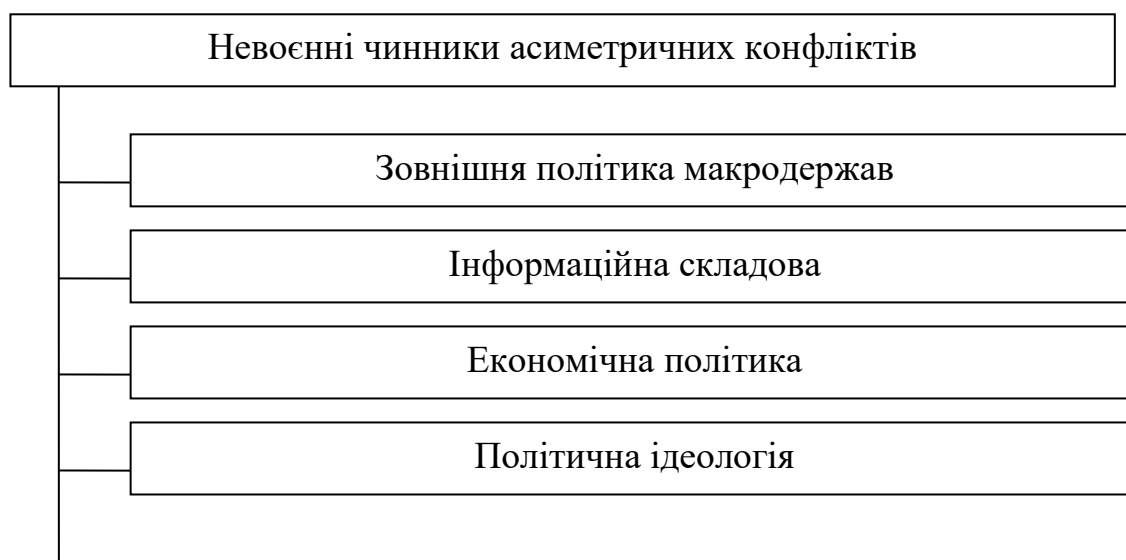 Невоєнні чинники асиметричних конфліктів
Зовнішня політика макродержав
Інформаційна складова
Економічна політика
Політична ідеологія